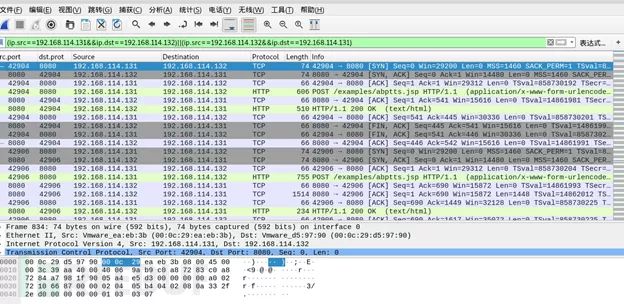 文件(F) 编辑(E) 视图(V) 跳转(G) 捕获(C) 分析(A) 统计(S) 电话(Y) 无线(W) 工具(T) 帮助(H)
(ip.src==192.168.114.131&&ip.dst==192.168.114.132)||(ip.src==192.168.114.132&&ip.dst==192.168.114.131) 表达式…
src.port dst.prot Source Destination Protocol Length Info
42904 8080 192.168.114.131 192.168.114.132 TCP 74 42904 → 8080 [SYN] Seq=0 Win=29200 Len=0 MSS=1460 SACK_PERM=1 TSval=8…
8080 42904 192.168.114.132 192.168.114.131 TCP 74 8080 → 42904 [SYN, ACK] Seq=0 Ack=1 Win=14480 Len=0 MSS=1460 SACK_PER…
42904 8080 192.168.114.131 192.168.114.132 TCP 66 42904 → 8080 [ACK] Seq=1 Ack=1 Win=29312 Len=0 TSval=858730192 TSecr=…
42904 8080 192.168.114.131 192.168.114.132 HTTP 606 POST /examples/abptts.jsp HTTP/1.1 (application/x-www-form-urlencode…
8080 42904 192.168.114.132 192.168.114.131 TCP 66 8080 → 42904 [ACK] Seq=1 Ack=541 Win=15616 Len=0 TSval=14861981 TSecr=…
8080 42904 192.168.114.132 192.168.114.131 HTTP 510 HTTP/1.1 200 OK (text/html)
42904 8080 192.168.114.131 192.168.114.132 TCP 66 42904 → 8080 [ACK] Seq=541 Ack=445 Win=30336 Len=0 TSval=858730201 TSe…
8080 42904 192.168.114.132 192.168.114.131 TCP 66 8080 → 42904 [FIN, ACK] Seq=445 Ack=541 Win=15616 Len=0 TSval=1486199…
42904 8080 192.168.114.131 192.168.114.132 TCP 66 42904 → 8080 [FIN, ACK] Seq=541 Ack=446 Win=30336 Len=0 TSval=8587302…
8080 42904 192.168.114.132 192.168.114.131 TCP 66 8080 → 42904 [ACK] Seq=446 Ack=542 Win=15616 Len=0 TSval=14861991 TSe…
42906 8080 192.168.114.131 192.168.114.132 TCP 74 42906 → 8080 [SYN] Seq=0 Win=29200 Len=0 MSS=1460 SACK_PERM=1 TSval=8…
8080 42906 192.168.114.132 192.168.114.131 TCP 74 8080 → 42906 [SYN, ACK] Seq=0 Ack=1 Win=14480 Len=0 MSS=1460 SACK_PER…
42906 8080 192.168.114.131 192.168.114.132 TCP 66 42906 → 8080 [ACK] Seq=1 Ack=1 Win=29312 Len=0 TSval=858730204 TSecr=…
42906 8080 192.168.114.131 192.168.114.132 HTTP 755 POST /examples/abptts.jsp HTTP/1.1 (application/x-www-form-urlencode…
8080 42906 192.168.114.132 192.168.114.131 TCP 66 8080 → 42906 [ACK] Seq=1 Ack=690 Win=15872 Len=0 TSval=14861993 TSecr=…
8080 42906 192.168.114.132 192.168.114.131 TCP 1514 8080 → 42906 [ACK] Seq=1 Ack=690 Win=15872 Len=1448 TSval=14862012 TS…
42906 8080 192.168.114.131 192.168.114.132 TCP 66 42906 → 8080 [ACK] Seq=690 Ack=1449 Win=32128 Len=0 TSval=858730225 TS…
8080 42906 192.168.114.132 192.168.114.131 HTTP 234 HTTP/1.1 200 OK (text/html)
Frame 834: 74 bytes on wire (592 bits), 74 bytes captured (592 bits) on interface 0
Ethernet II, Src: Vmware_ea:eb:3b (00:0c:29:ea:eb:3b), Dst: Vmware_d5:97:90 (00:0c:29:d5:97:90)
Internet Protocol Version 4, Src: 192.168.114.131, Dst: 192.168.114.132
Transmission Control Protocol, Src Port: 42904, Dst Port: 8080, Seq: 0, Len: 0
0000 00 0c 29 d5 97 90 00 0c 29 ea eb 3b 08 00 45 00
0010 00 3c 39 aa 40 00 40 06 9a b9 c0 a8 72 83 c0 a8
0020 72 84 a7 98 1f 90 05 a4 e5 d3 00 00 00 00 a0 02
0030 72 10 66 87 00 00 02 04 05 b4 04 02 08 0a 33 2f
0040 2e d0 00 00 00 00 01 03 03 07